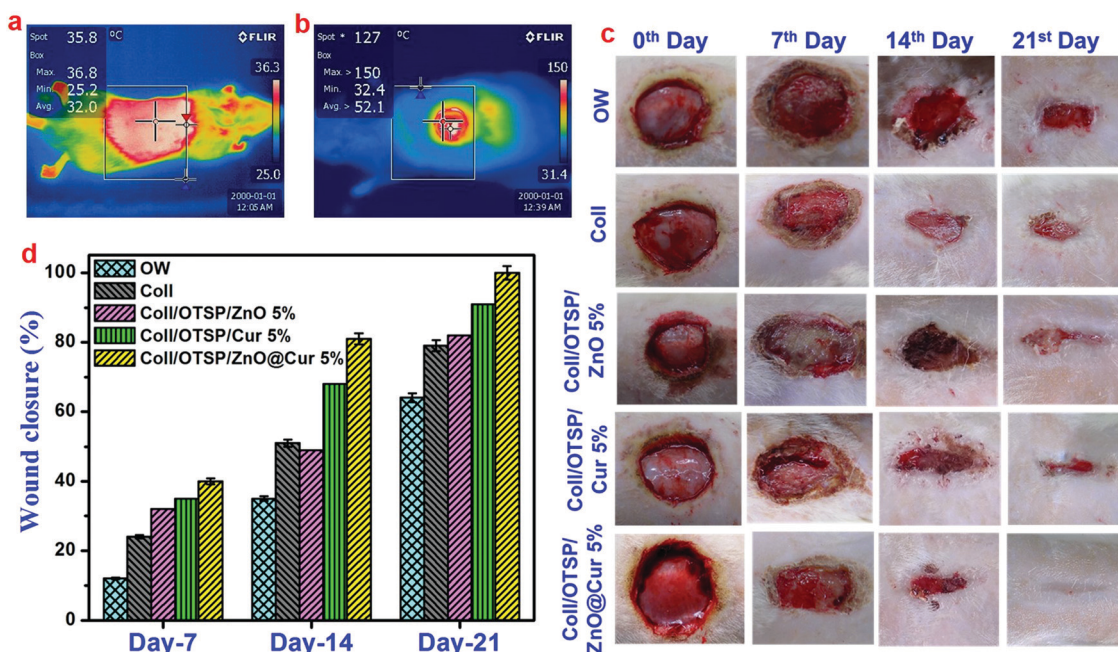 a
Spot 35.8 °C
FLIR
Box
Max. 36.8
Min. 25.2
Avg. 32.0
36.3
25.0
2000-01-01
12:05 AM
b
Spot * 127 °C
FLIR
Box
Max. > 150
Min. 32.4
Avg. > 52.1
150
31.4
2000-01-01
12:39 AM
c
0th Day 7th Day 14th Day 21st Day
OW
Coll
Coll/OTSP/
ZnO 5%
Coll/OTSP/
Cur 5%
Coll/OTSP/
ZnO@Cur 5%
d
Wound closure (%)
100
80
60
40
20
0
OW
Coll
Coll/OTSP/ZnO 5%
Coll/OTSP/Cur 5%
Coll/OTSP/ZnO@Cur 5%
Day-7 Day-14 Day-21